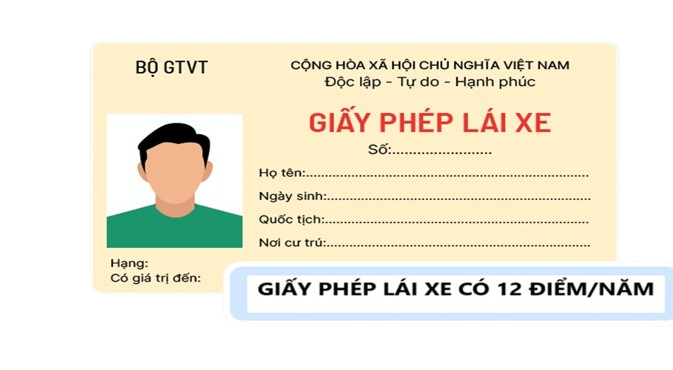 BỘ GTVT
CỘNG HÒA XÃ HỘI CHỦ NGHĨA VIỆT NAM
Độc lập - Tự do - Hạnh phúc
GIẤY PHÉP LÁI XE
Số:.........................
Họ tên:.......................................................................
Ngày sinh:..................................................................
Quốc tịch:...................................................................
Nơi cư trú:..................................................................
Hạng:
Có giá trị đến:
GIẤY PHÉP LÁI XE CÓ 12 ĐIỂM/NĂM